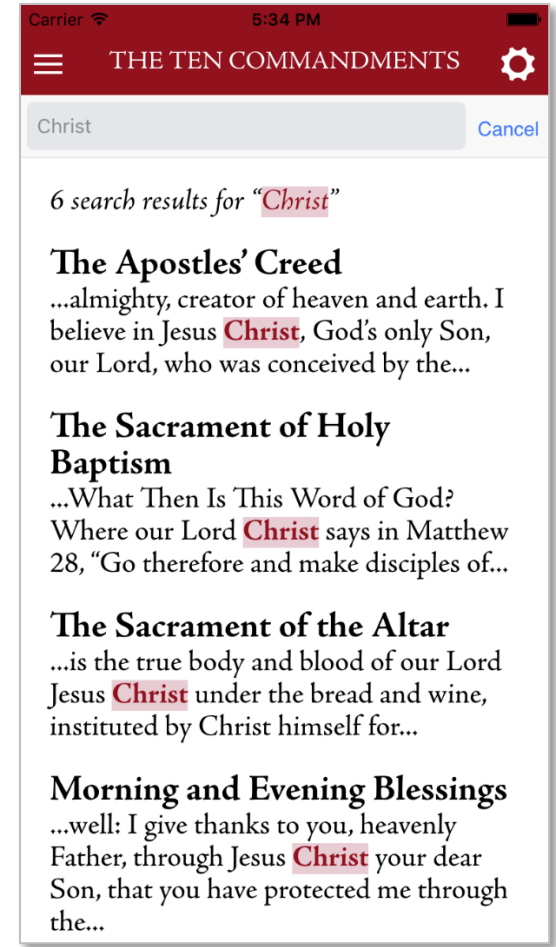 Carrier 5:34 PM
THE TEN COMMANDMENTS
Christ Cancel
6 search results for “Christ”
The Apostles’ Creed
...almighty, creator of heaven and earth. I
believe in Jesus Christ, God’s only Son,
our Lord, who was conceived by the...
The Sacrament of Holy
Baptism
...What Then Is This Word of God?
Where our Lord Christ says in Matthew
28, “Go therefore and make disciples of...
The Sacrament of the Altar
...is the true body and blood of our Lord
Jesus Christ under the bread and wine,
instituted by Christ himself for...
Morning and Evening Blessings
...well: I give thanks to you, heavenly
Father, through Jesus Christ your dear
Son, that you have protected me through
the...